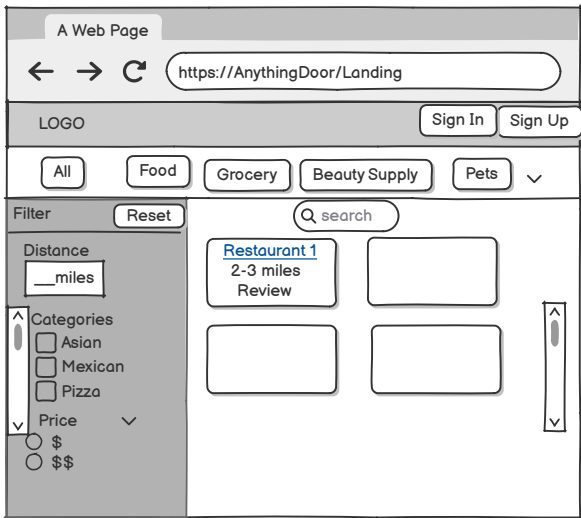 A Web Page
https://AnythingDoor/Landing
LOGO
Sign In
Sign Up
All
Food
Grocery
Beauty Supply
Pets
Filter
Reset
search
Distance
__miles
Restaurant 1
2-3 miles
Review
Categories
Asian
Mexican
Pizza
Price
$
$$